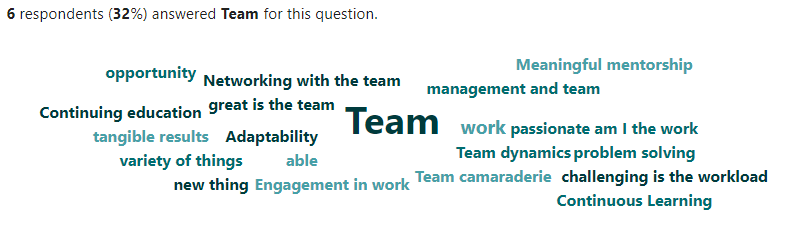 6 respondents (32%) answered Team for this question.
Meaningful mentorship
opportunity
Networking with the team
management and team
great is the team
Continuing education
Team
work
passionate am I the work
tangible results
Adaptability
Team dynamics
problem solving
variety of things
able
Team camaraderie
challenging is the workload
new thing
Engagement in work
Continuous Learning